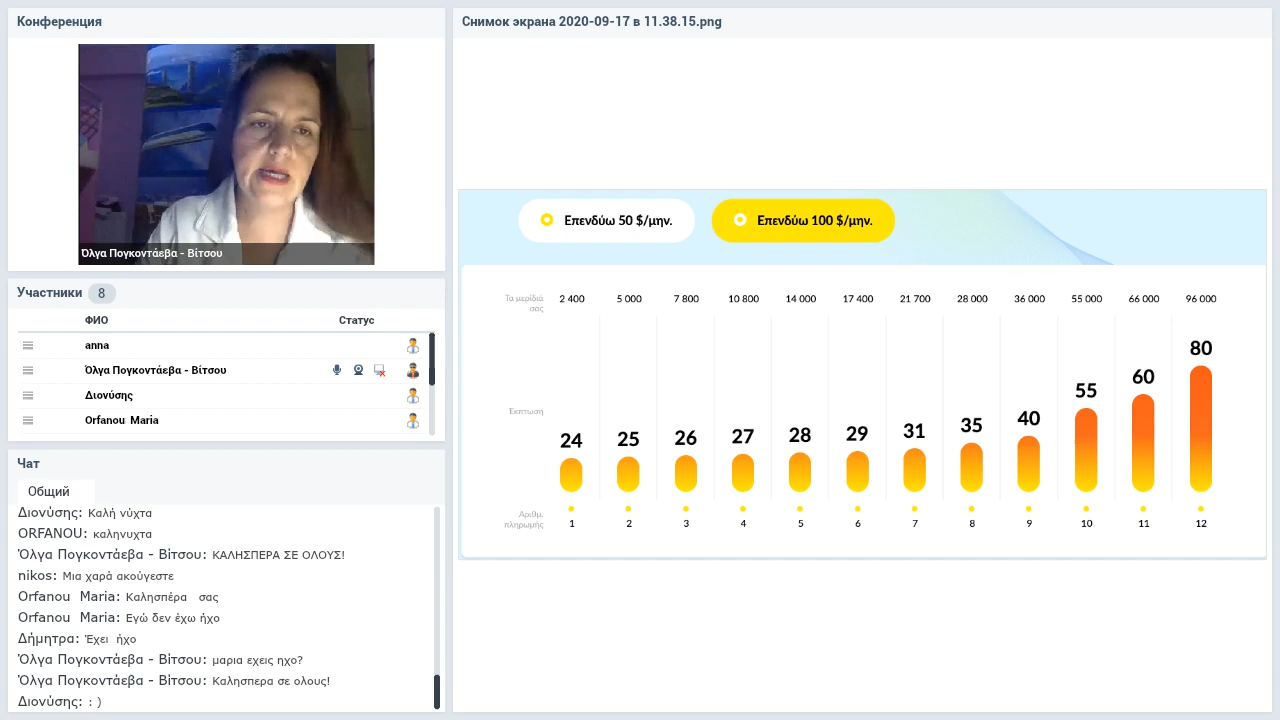 Конференция
Όλγα Πογκοντάεβα - Βίτσου
Участники 8
ФИО Статус
anna
Όλγα Πογκοντάεβα - Βίτσου
Διονύσης
Orfanou Maria
Чат
Общий
Διονύσης: Καλή νύχτα
ORFANOU: καληνυχτα
Όλγα Πογκοντάεβα - Βίτσου: ΚΑΛΗΣΠΕΡΑ ΣΕ ΟΛΟΥΣ!
nikos: Μια χαρά ακούγεστε
Orfanou Maria: Καλησπέρα σας
Orfanou Maria: Εγώ δεν έχω ήχο
Δήμητρα: Έχει ήχο
Όλγα Πογκοντάεβα - Βίτσου: μαρια εχεις ηχο?
Όλγα Πογκοντάεβα - Βίτσου: Καλησπερα σε ολους!
Διονύσης: : )
Снимок экрана 2020-09-17 в 11.38.15.png
Επενδύω 50 $/μην. Επενδύω 100 $/μην.
Τα μερίδιά
σας
2 400 5 000 7 800 10 800 14 000 17 400 21 700 28 000 36 000 55 000 66 000 96 000
Έκπτωση
24 25 26 27 28 29 31 35 40 55 60 80
Αριθμ.
πληρωμής
1 2 3 4 5 6 7 8 9 10 11 12